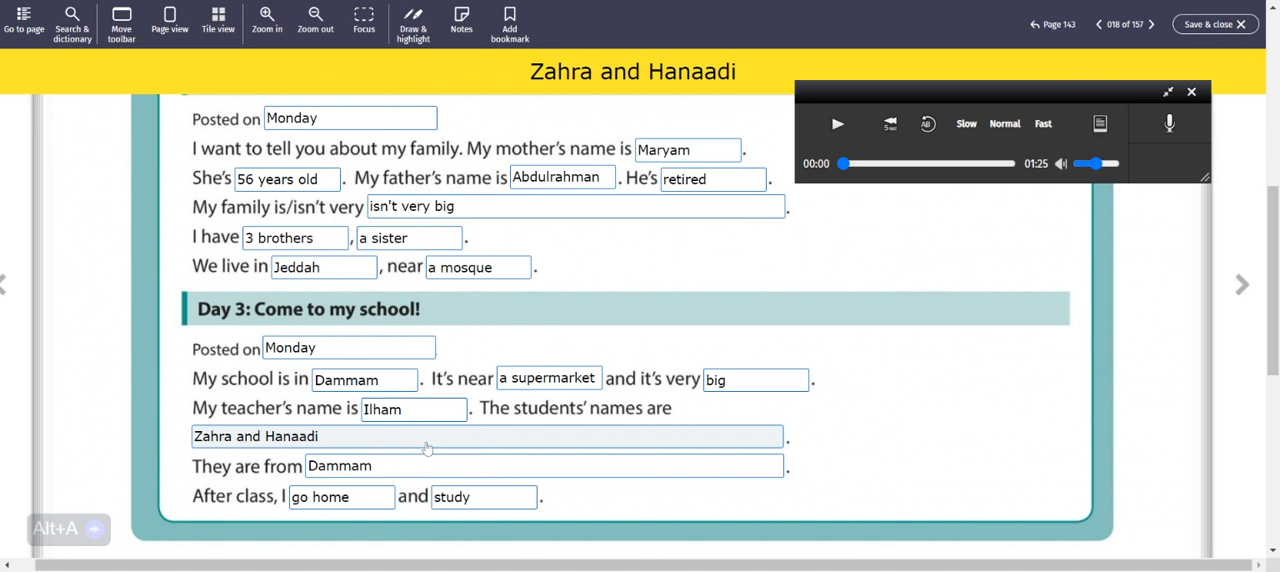 Go to page Search & dictionary Move toolbar Page view Tile view Zoom in Zoom out Focus Draw & highlight Notes Add bookmark Page 143 018 of 157 Save & close
Zahra and Hanaadi
5 sec AB Slow Normal Fast
00:00 01:25
Posted on Monday
I want to tell you about my family. My mother's name is Maryam.
She's 56 years old. My father's name is Abdulrahman. He's retired.
My family is/isn't very isn't very big.
I have 3 brothers, a sister.
We live in Jeddah, near a mosque.
Day 3: Come to my school!
Posted on Monday
My school is in Dammam. It's near a supermarket and it's very big.
My teacher's name is Ilham. The students' names are
Zahra and Hanaadi.
They are from Dammam.
After class, I go home and study.
Alt+A